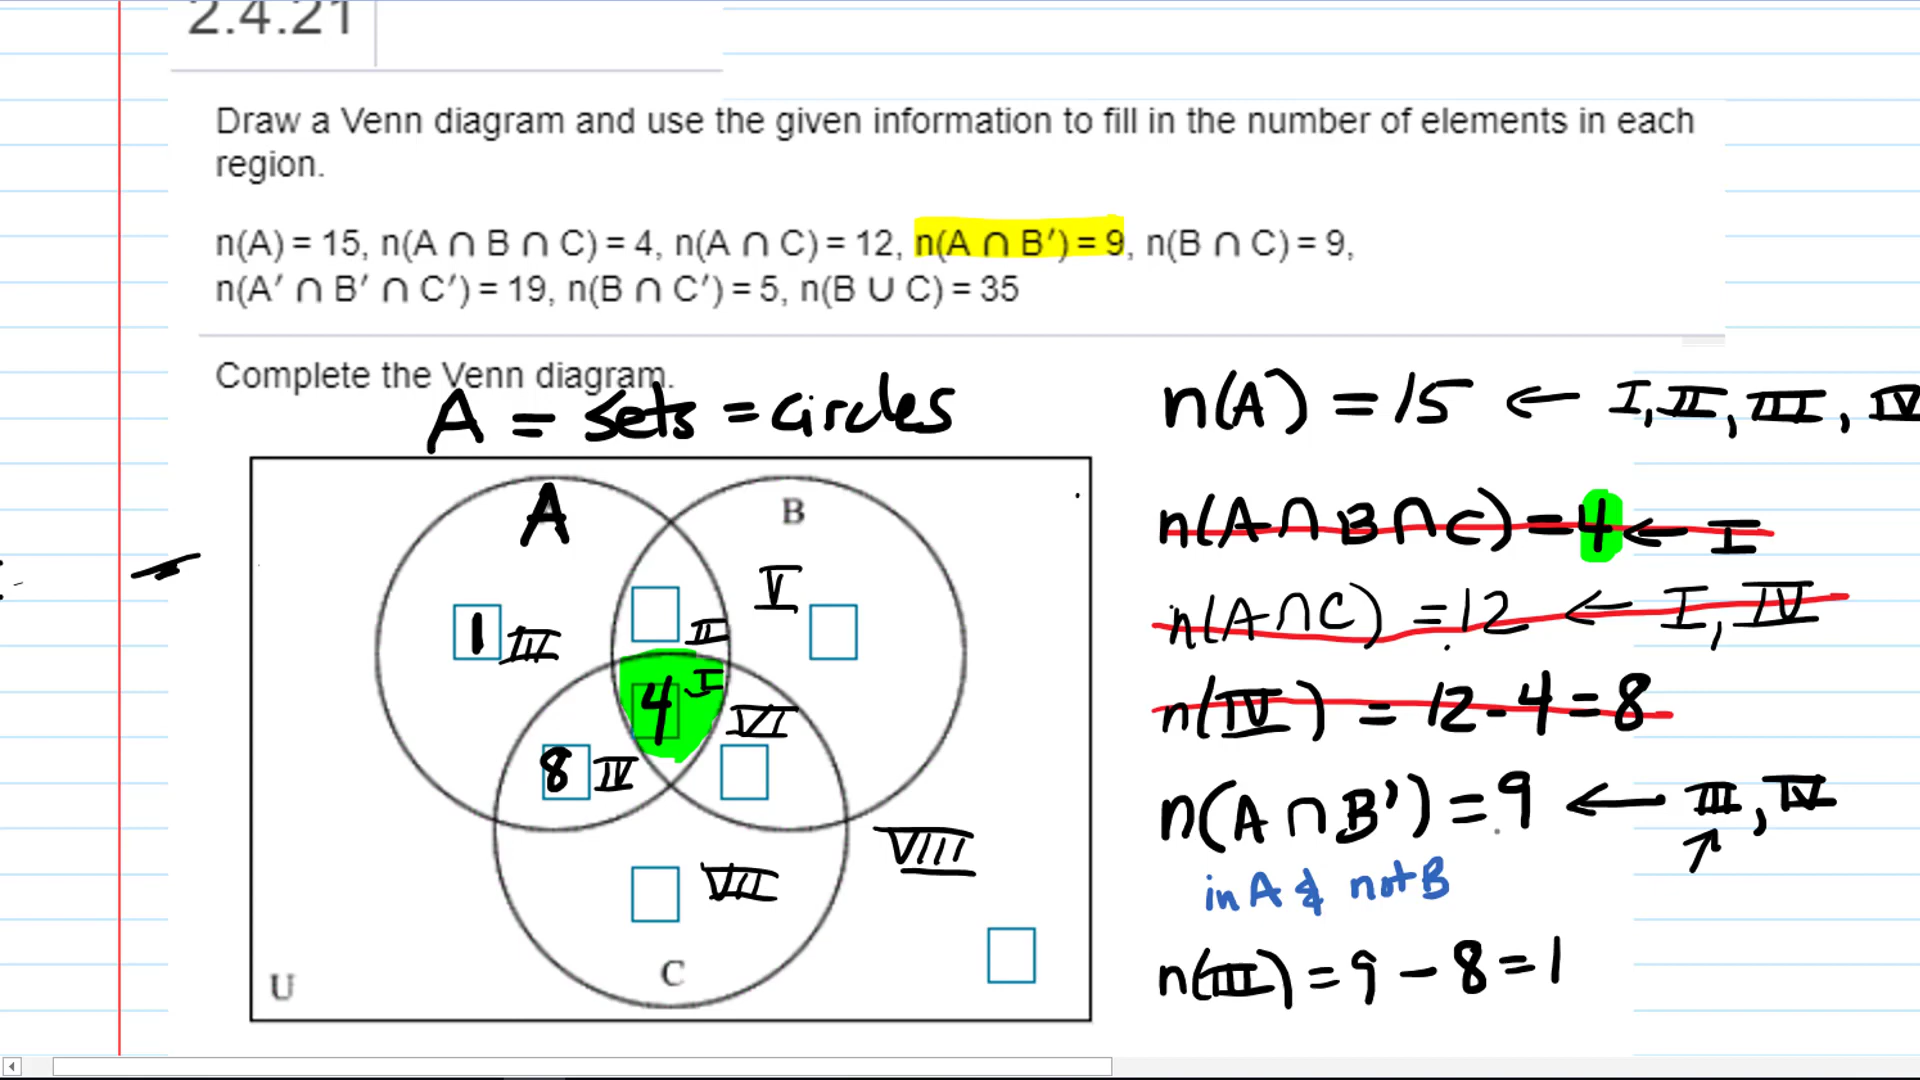 2.4.21
Draw a Venn diagram and use the given information to fill in the number of elements in each
region.
n(A) = 15, n(A ∩ B ∩ C) = 4, n(A ∩ C) = 12, n(A ∩ B′) = 9, n(B ∩ C) = 9,
n(A′ ∩ B′ ∩ C′) = 19, n(B ∩ C′) = 5, n(B ∪ C) = 35
Complete the Venn diagram.
A = sets = circles
n(A) = 15 ← I, II, III, IV
A
B
n(A∩B∩C) = 4 ← I
V
n(A∩C) = 12 ← I, IV
1 III
II
4 I
n(IV) = 12 - 4 = 8
VI
8 IV
n(A∩B') = 9 ← III, IV
VIII
VII
in A & not B
C
U
n(III) = 9 - 8 = 1